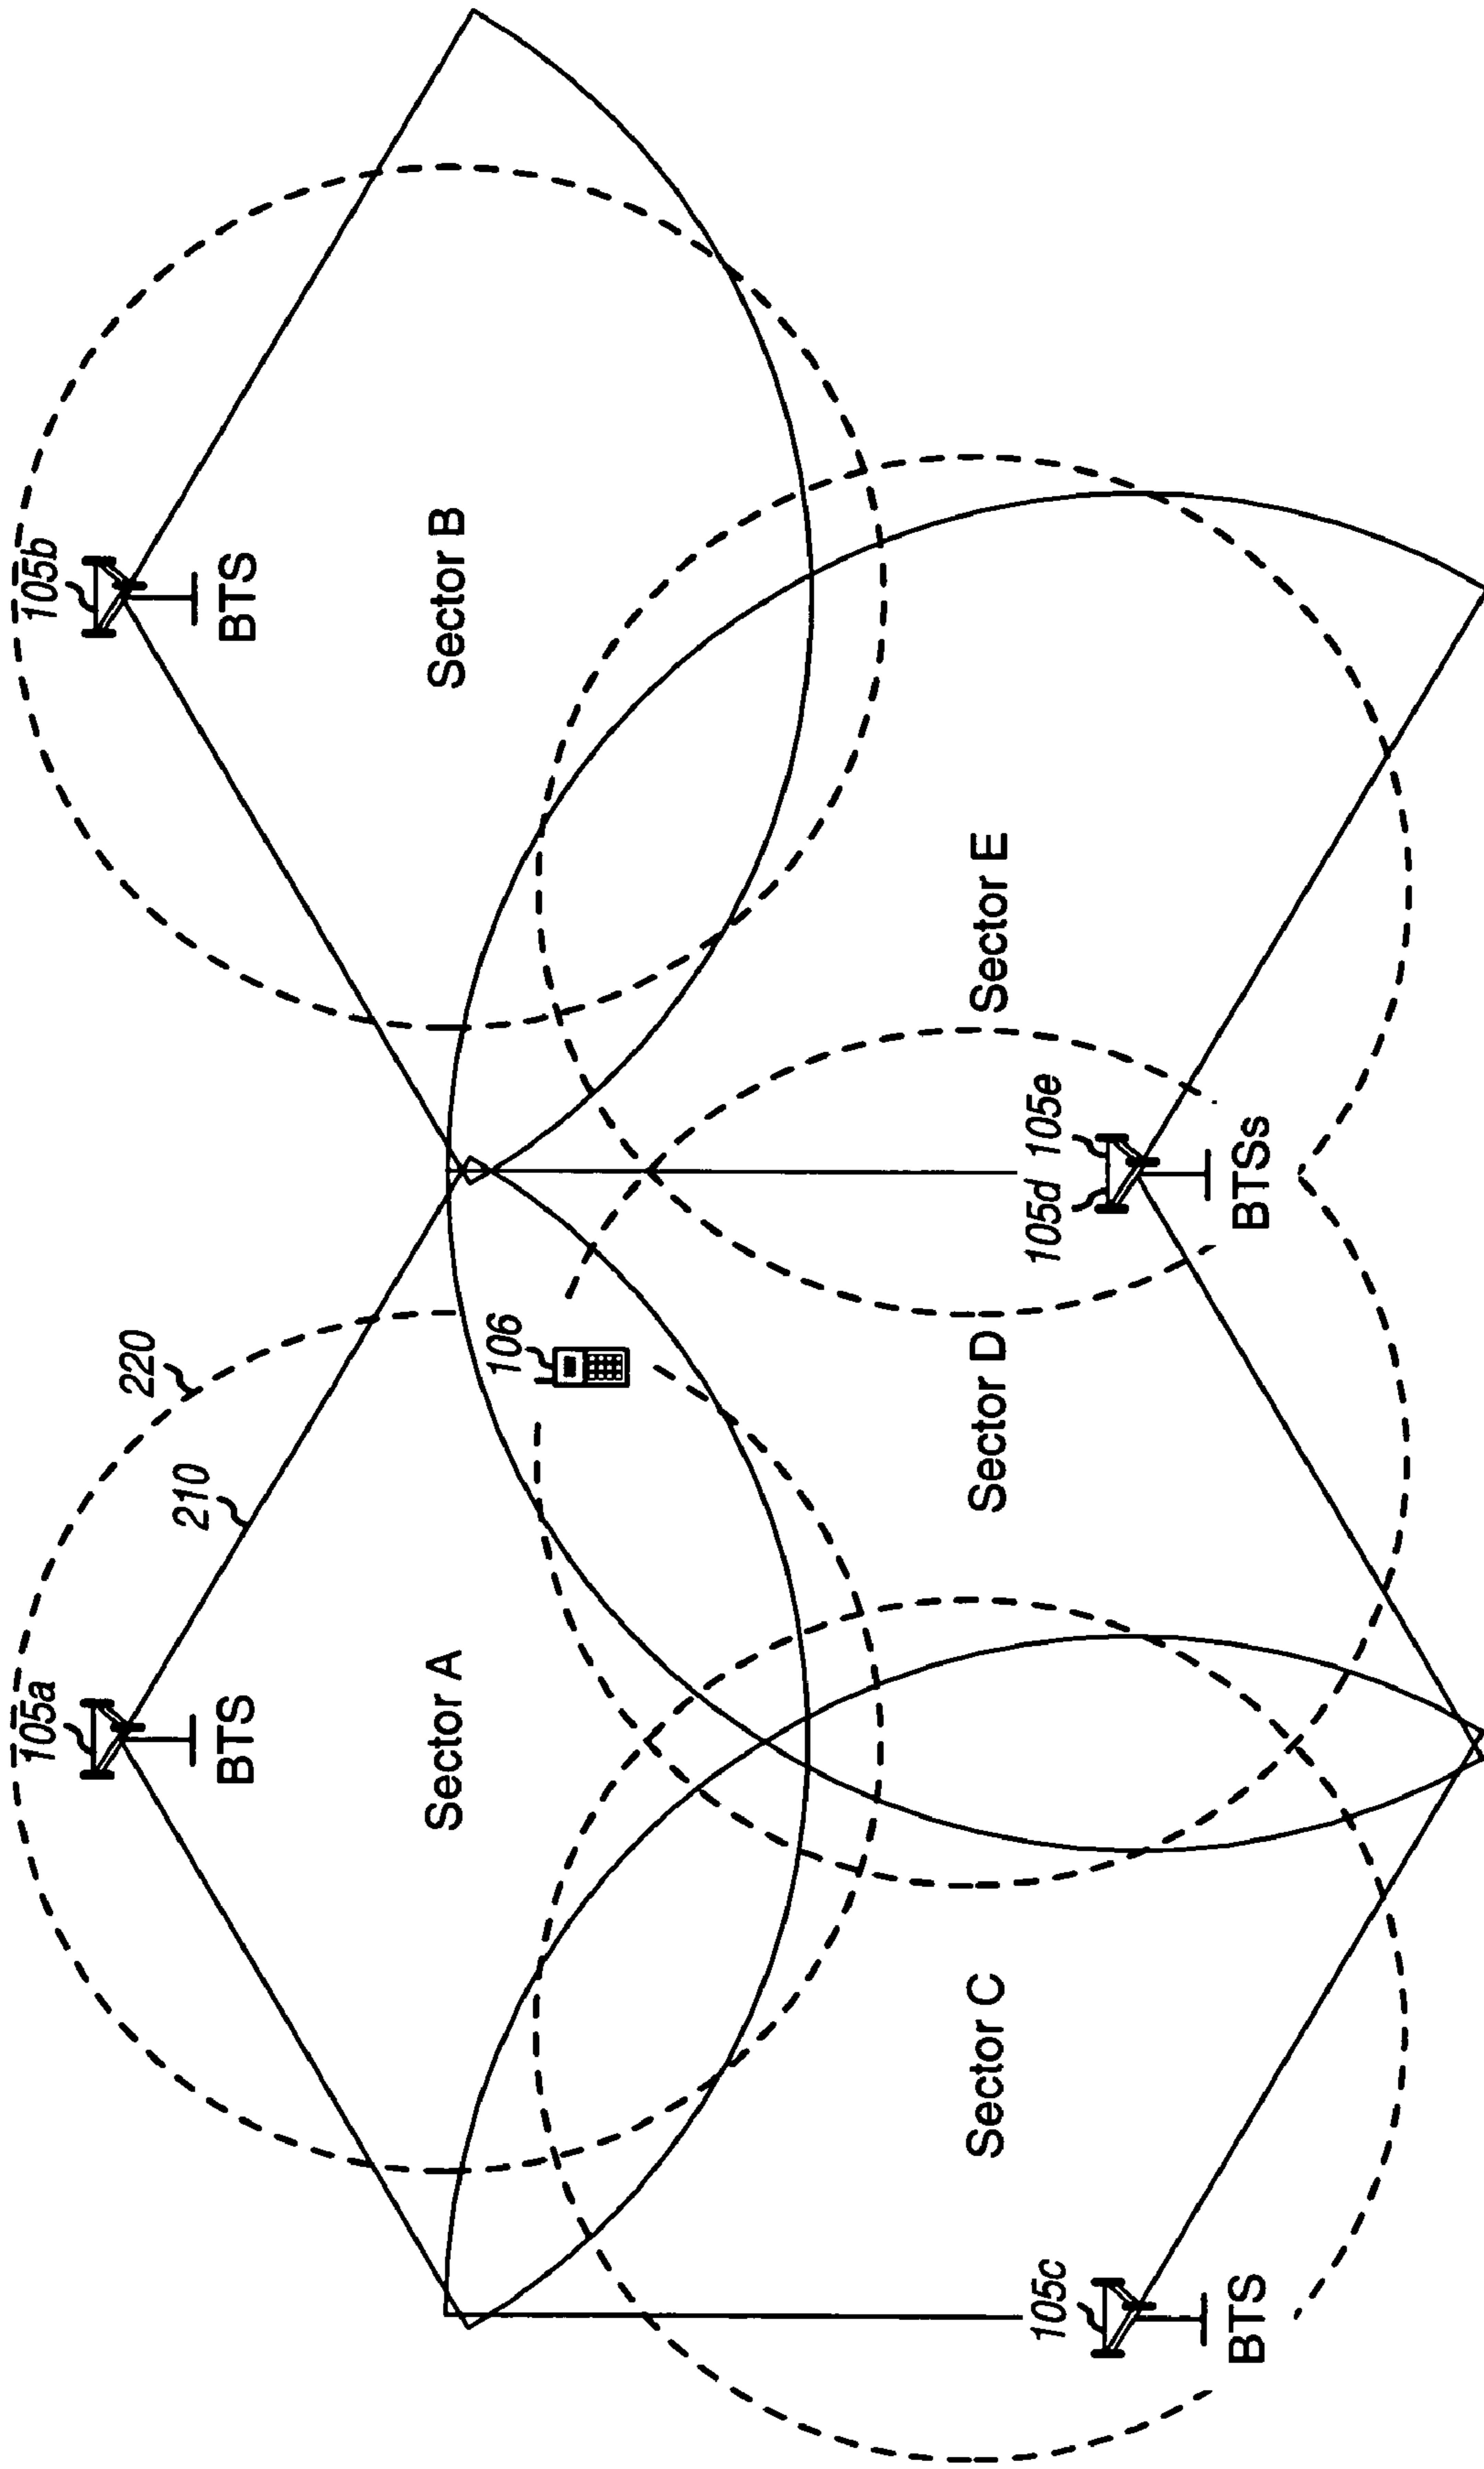 105a
BTS
Sector A
210
220
105b
BTS
Sector B
106
105c
BTS
Sector C
Sector D
105d 105e
BTSs
Sector E